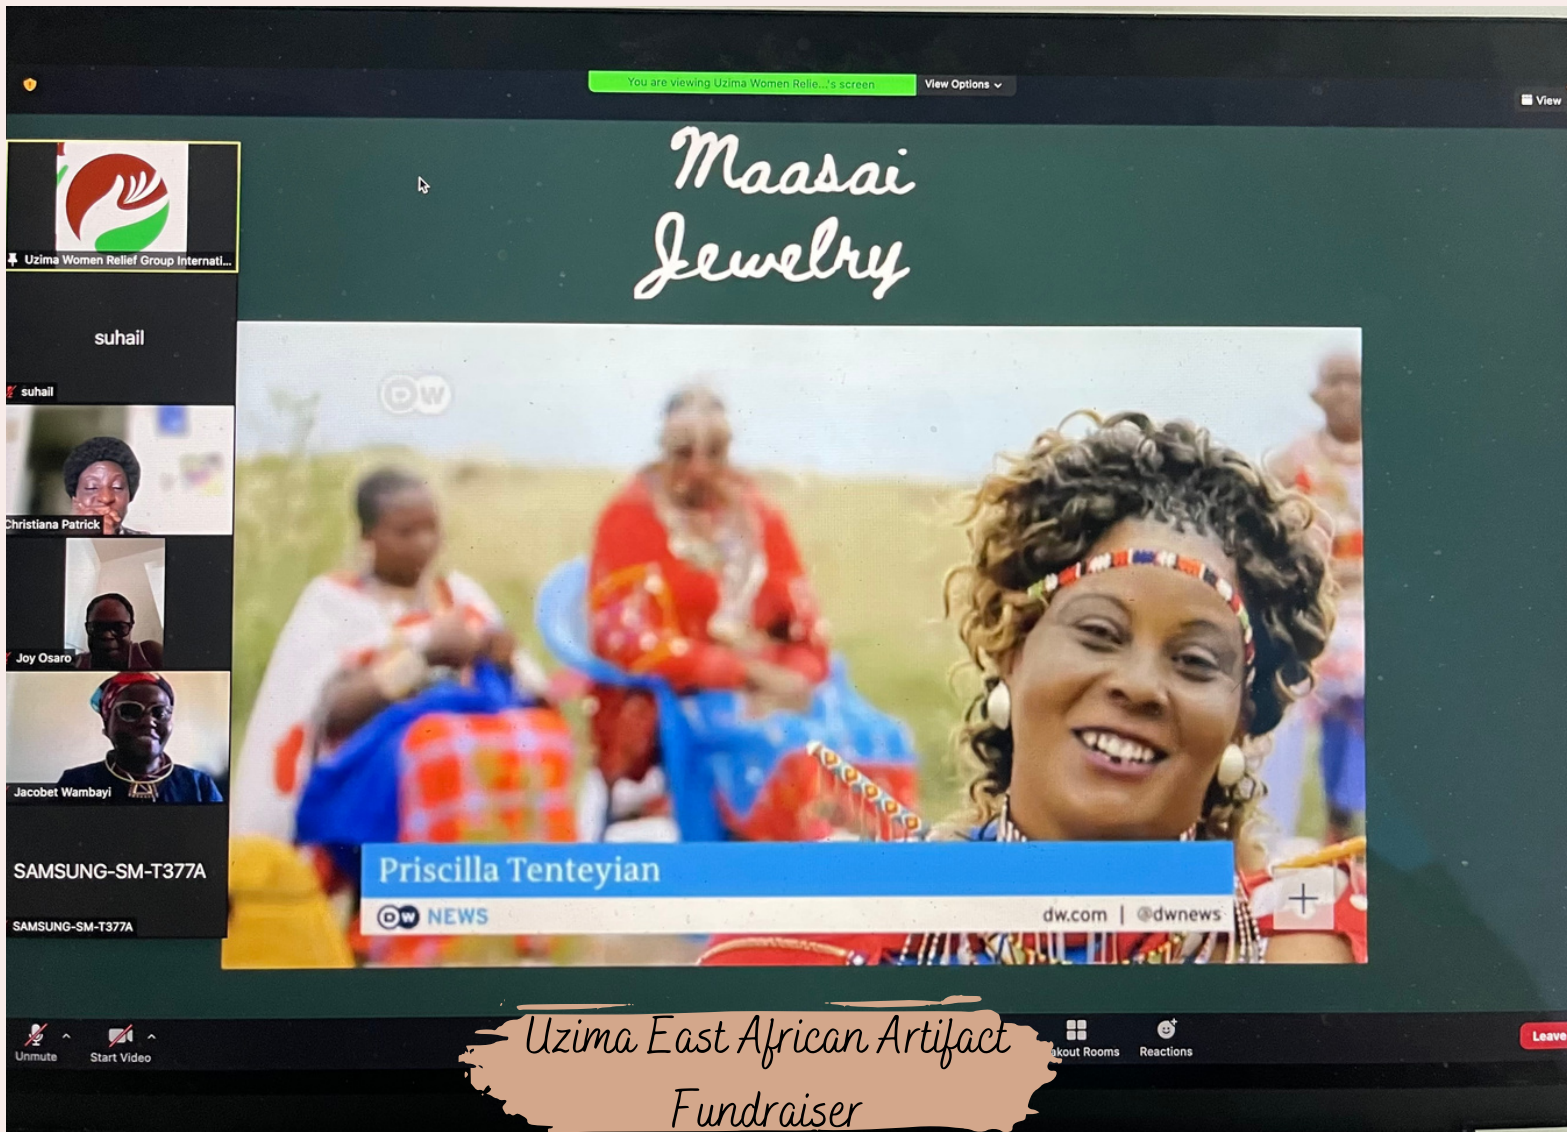 You are viewing Uzima Women Relie...'s screen
View Options
View
Maasai
Jewelry
Uzima Women Relief Group Internati...
suhail
suhail
Christiana Patrick
Joy Osaro
Jacobet Wambayi
SAMSUNG-SM-T377A
SAMSUNG-SM-T377A
DW
Priscilla Tenteyian
DW NEWS
dw.com | @dwnews
Unmute
Start Video
akout Rooms
Reactions
Leave
Uzima East African Artifact
Fundraiser